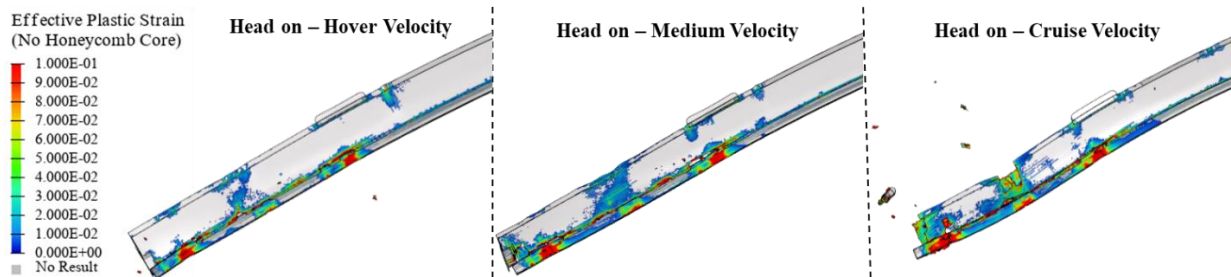 Effective Plastic Strain
(No Honeycomb Core)
1.000E-01
9.000E-02
8.000E-02
7.000E-02
6.000E-02
5.000E-02
4.000E-02
3.000E-02
2.000E-02
1.000E-02
0.000E+00
No Result
Head on – Hover Velocity
Head on – Medium Velocity
Head on – Cruise Velocity